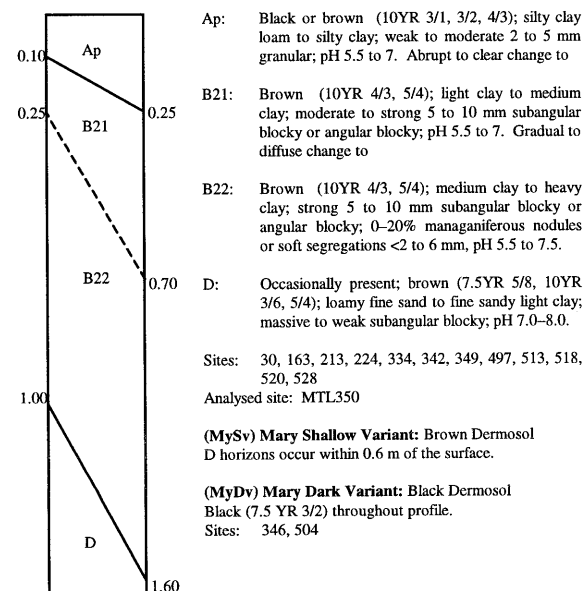 Ap
0.10
0.25
B21
0.25
B22
0.70
1.00
D
1.60
Ap: Black or brown (10YR 3/1, 3/2, 4/3); silty clay
loam to silty clay; weak to moderate 2 to 5 mm
granular; pH 5.5 to 7. Abrupt to clear change to
B21: Brown (10YR 4/3, 5/4); light clay to medium
clay; moderate to strong 5 to 10 mm subangular
blocky or angular blocky; pH 5.5 to 7. Gradual to
diffuse change to
B22: Brown (10YR 4/3, 5/4); medium clay to heavy
clay; strong 5 to 10 mm subangular blocky or
angular blocky; 0–20% managaniferous nodules
or soft segregations <2 to 6 mm, pH 5.5 to 7.5.
D: Occasionally present; brown (7.5YR 5/8, 10YR
3/6, 5/4); loamy fine sand to fine sandy light clay;
massive to weak subangular blocky; pH 7.0–8.0.
Sites: 30, 163, 213, 224, 334, 342, 349, 497, 513, 518,
520, 528
Analysed site: MTL350
(MySv) Mary Shallow Variant: Brown Dermosol
D horizons occur within 0.6 m of the surface.
(MyDv) Mary Dark Variant: Black Dermosol
Black (7.5 YR 3/2) throughout profile.
Sites: 346, 504